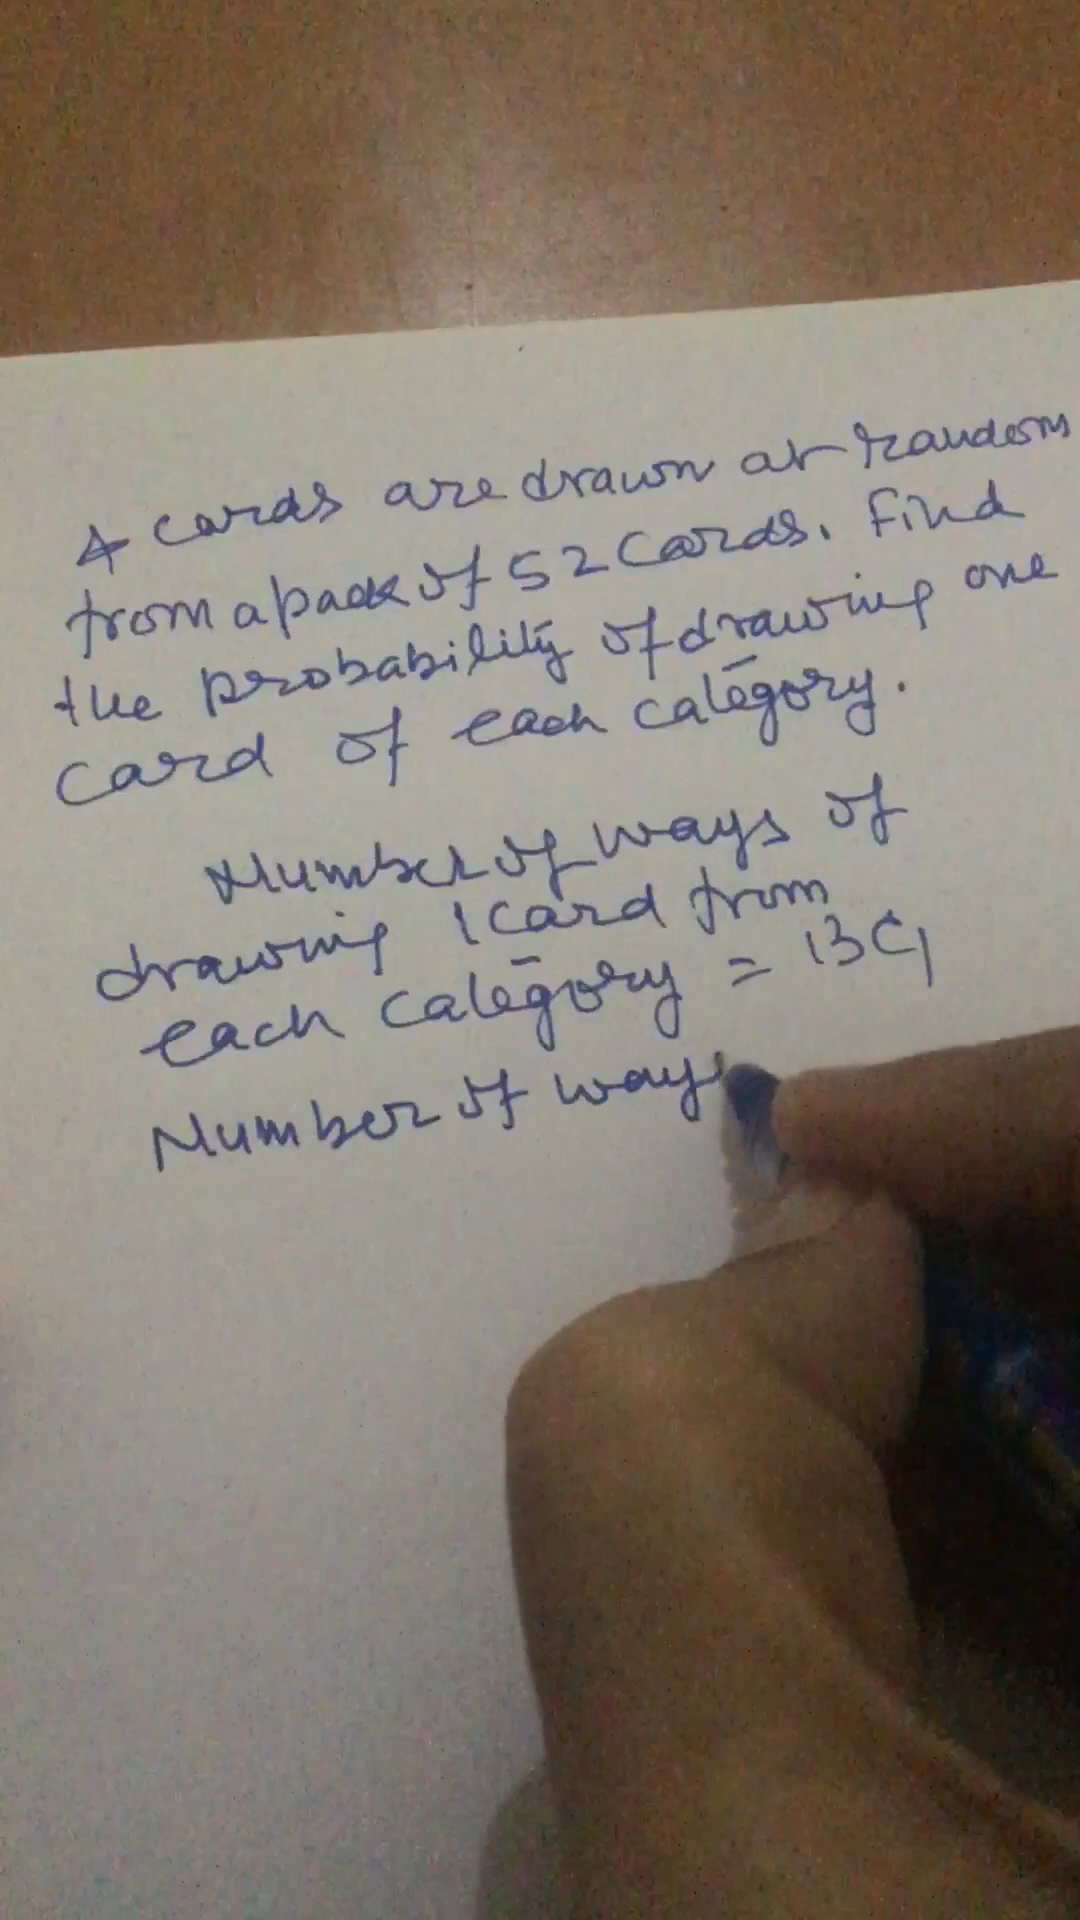 4 cards are drawn at random
from a pack of 52 cards. Find
the probability of drawing one
card of each category.
Number of ways of
drawing 1 card from
each category = 13C1
Number of ways